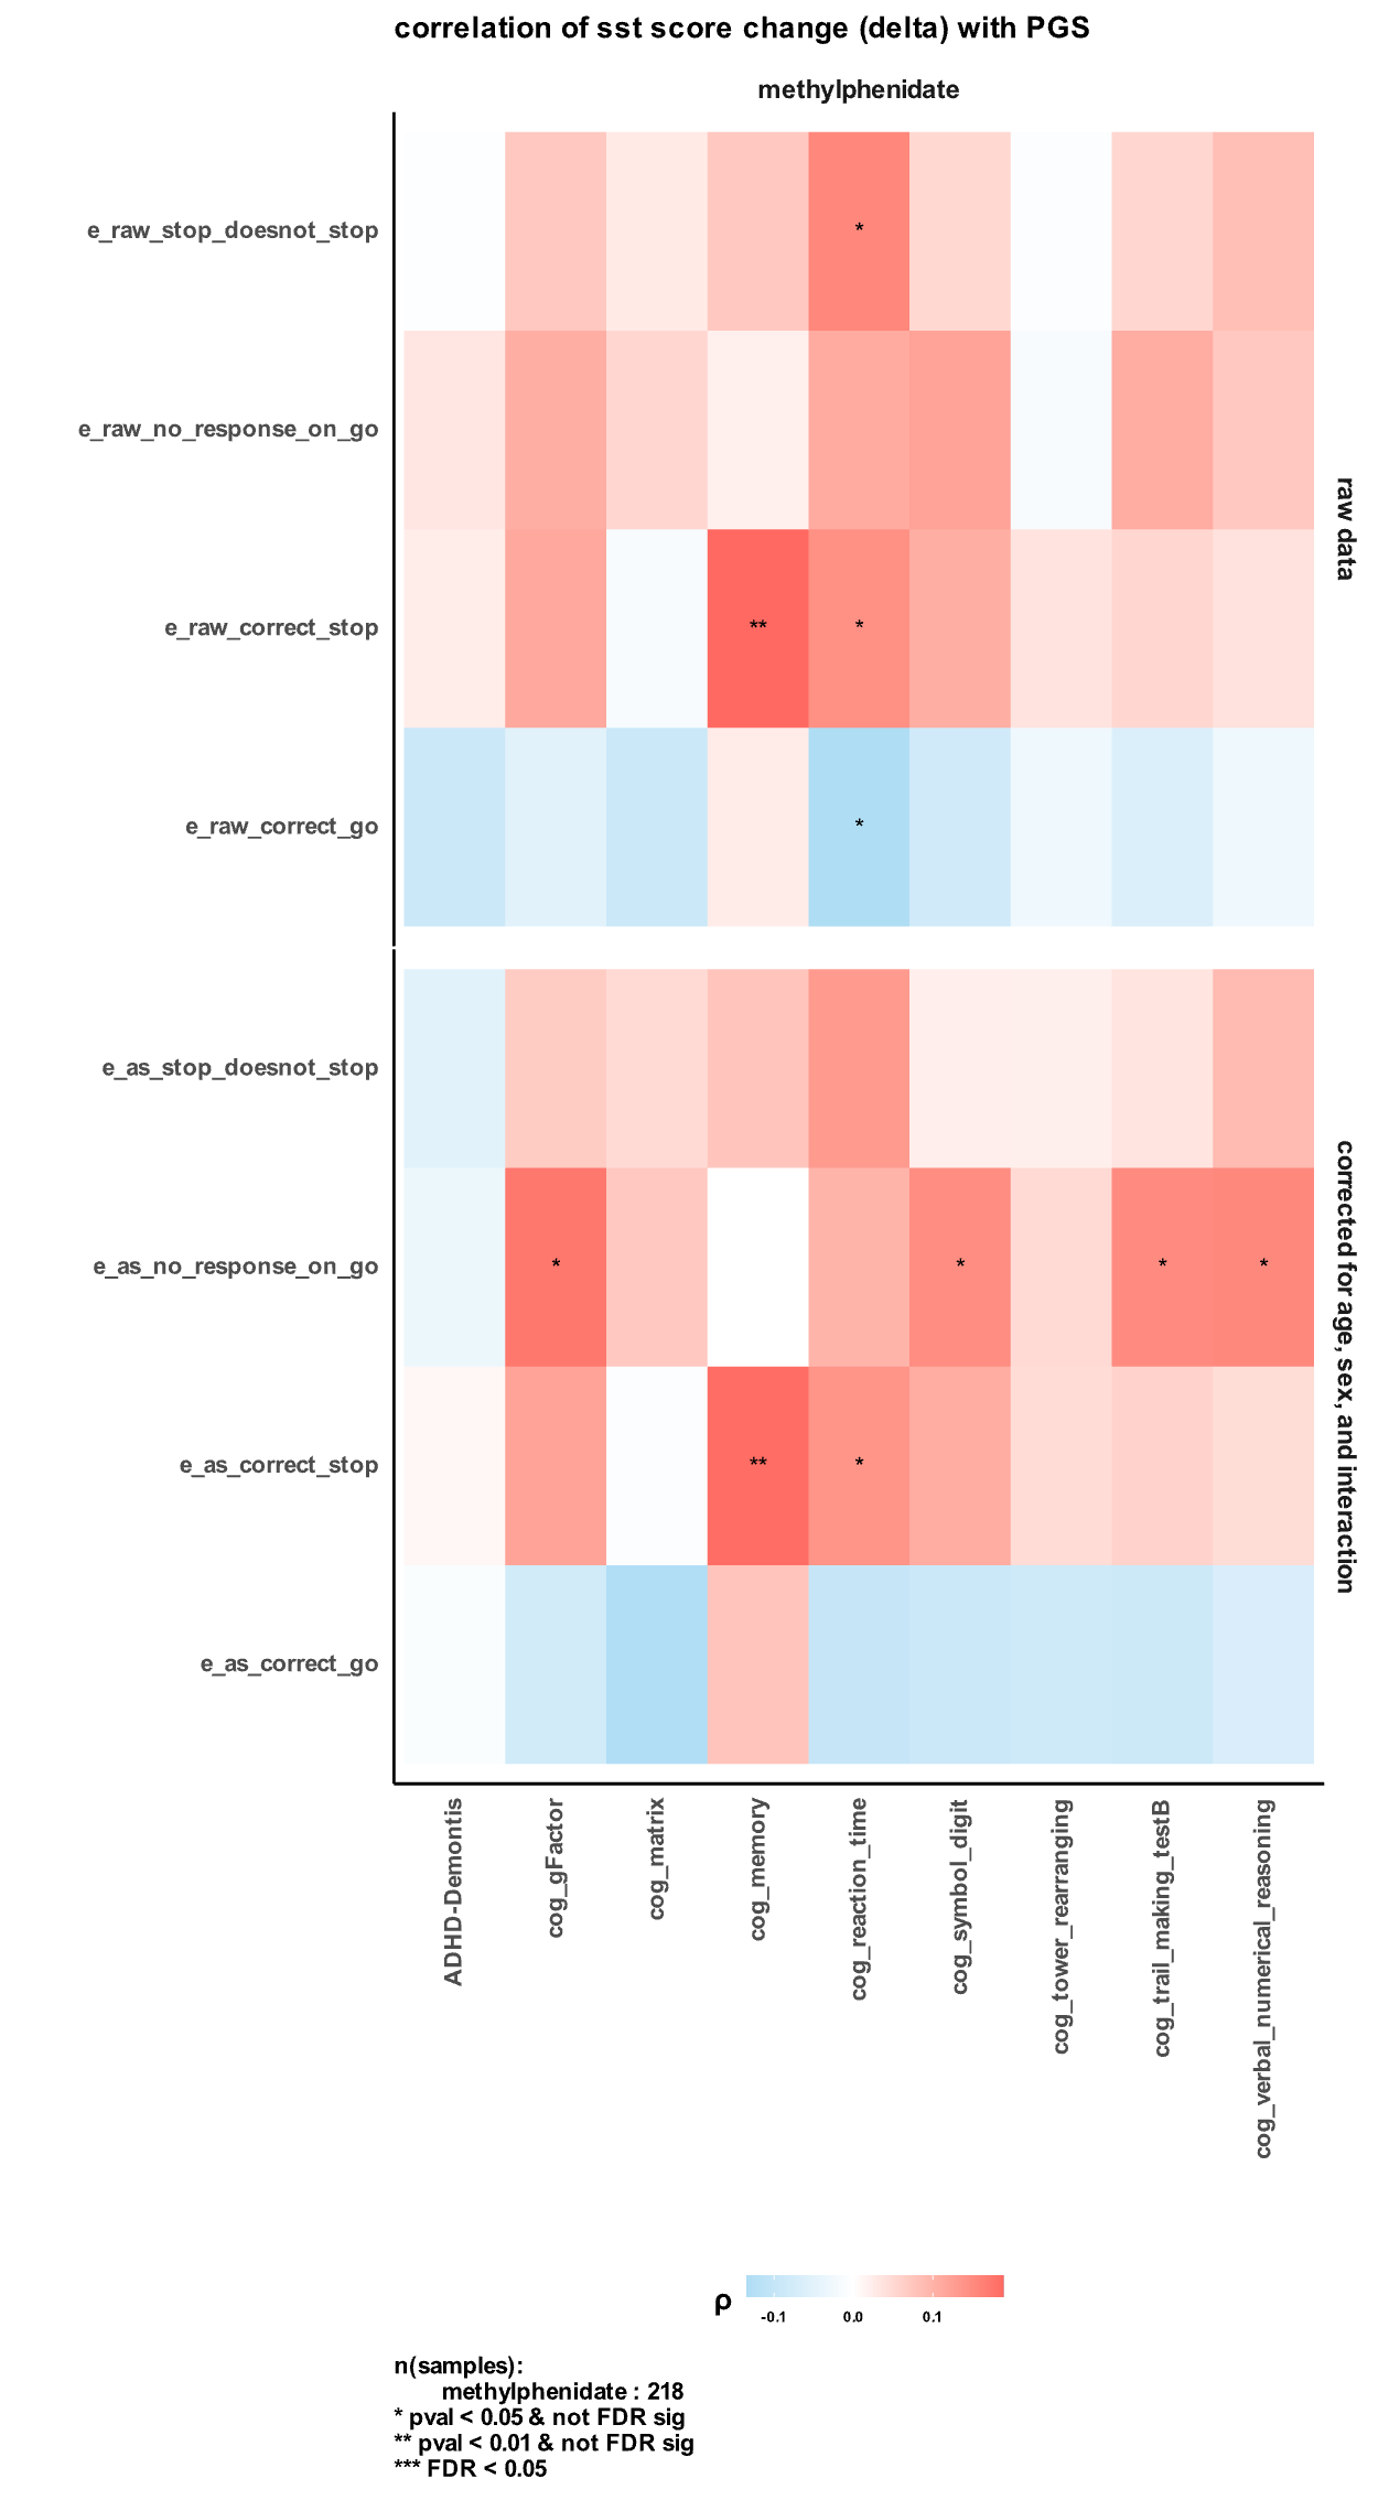 correlation of sst score change (delta) with PGS
methylphenidate
e_raw_stop_doesnot_stop
*
e_raw_no_response_on_go
e_raw_correct_stop
** *
e_raw_correct_go
*
raw data
e_as_stop_doesnot_stop
e_as_no_response_on_go
* * * *
e_as_correct_stop
** *
e_as_correct_go
corrected for age, sex, and interaction
ADHD-Demontis
cog_gFactor
cog_matrix
cog_memory
cog_reaction_time
cog_symbol_digit
cog_tower_rearranging
cog_trail_making_testB
cog_verbal_numerical_reasoning
ρ
-0.1 0.0 0.1
n(samples):
methylphenidate : 218
* pval < 0.05 & not FDR sig
** pval < 0.01 & not FDR sig
*** FDR < 0.05